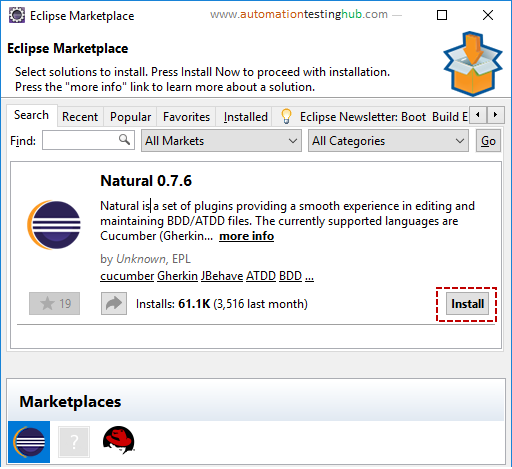 Eclipse Marketplace
www.automationtestinghub.com
Eclipse Marketplace
Select solutions to install. Press Install Now to proceed with installation.
Press the "more info" link to learn more about a solution.
Search Recent Popular Favorites Installed Eclipse Newsletter: Boot Build E
Find: All Markets All Categories Go
Natural 0.7.6
Natural is a set of plugins providing a smooth experience in editing and
maintaining BDD/ATDD files. The currently supported languages are
Cucumber (Gherkin... more info
by Unknown, EPL
cucumber Gherkin JBehave ATDD BDD ...
19 Installs: 61.1K (3,516 last month) Install
Marketplaces
?